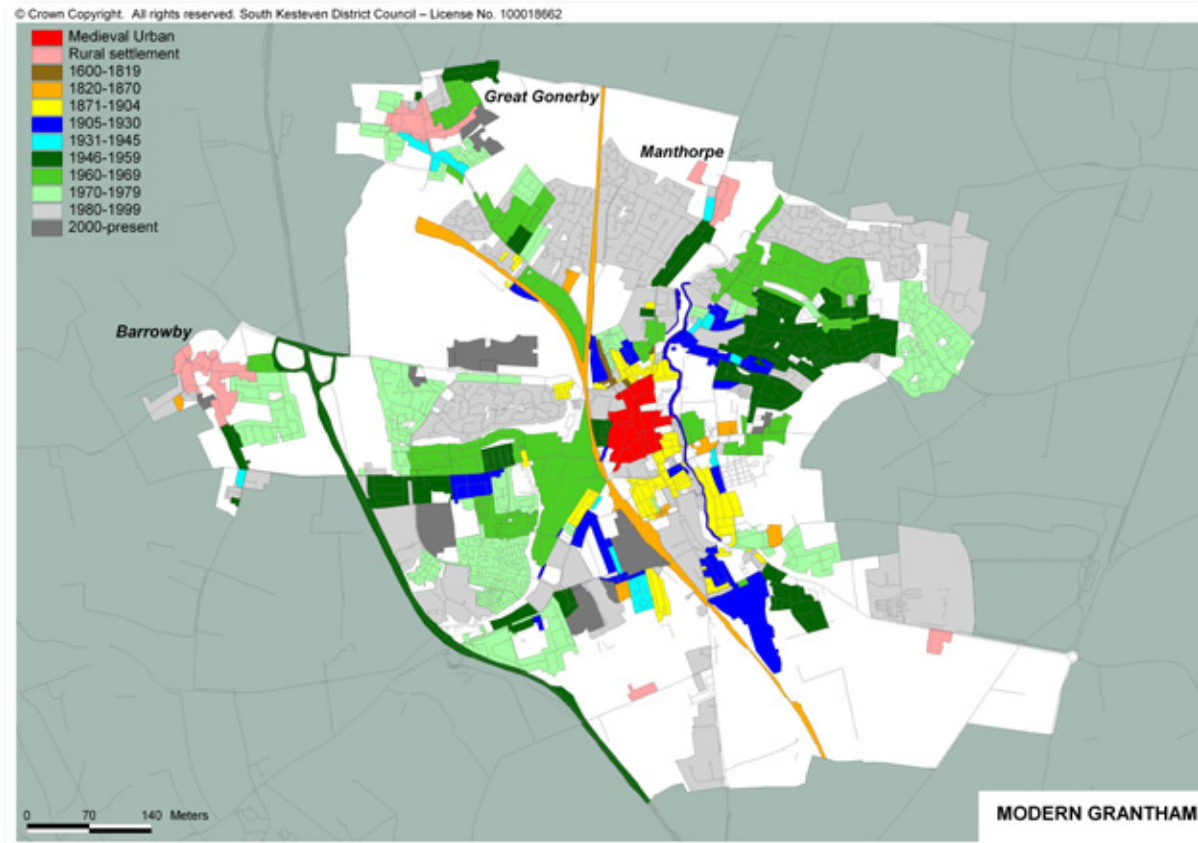 © Crown Copyright. All rights reserved. South Kesteven District Council – License No. 100018662
Medieval Urban
Rural settlement
1600-1819
1820-1870
1871-1904
1905-1930
1931-1945
1946-1959
1960-1969
1970-1979
1980-1999
2000-present
Great Gonerby
Manthorpe
Barrowby
0 70 140 Meters
MODERN GRANTHAM